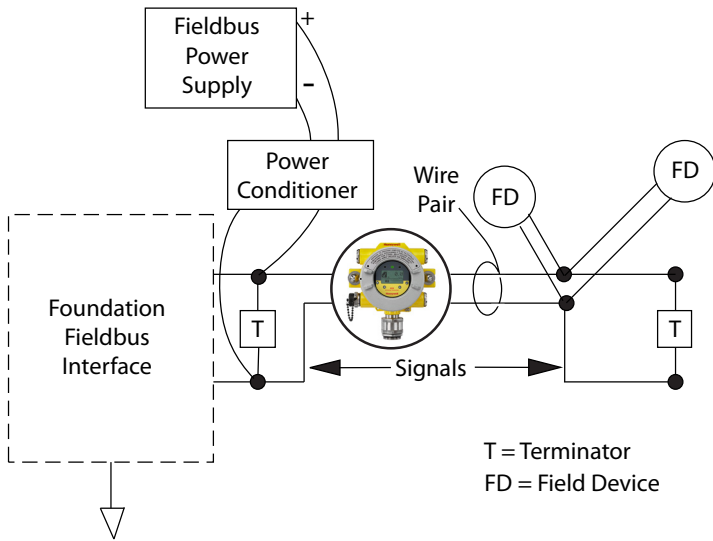 Fieldbus
Power
Supply
+
–
Power
Conditioner
Wire
Pair
FD
FD
Foundation
Fieldbus
Interface
T
T
Signals
T = Terminator
FD = Field Device